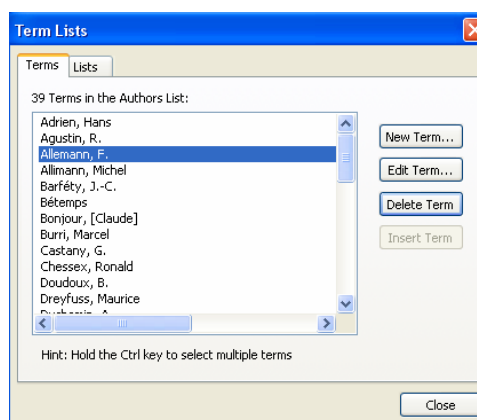 Term Lists
Terms
Lists
39 Terms in the Authors List:
Adrien, Hans
Agustin, R.
Allemann, F.
Allimann, Michel
Barféty, J.-C.
Bétemps
Bonjour, [Claude]
Burri, Marcel
Castany, G.
Chessex, Ronald
Doudoux, B.
Dreyfuss, Maurice
New Term...
Edit Term...
Delete Term
Insert Term
Hint: Hold the Ctrl key to select multiple terms
Close